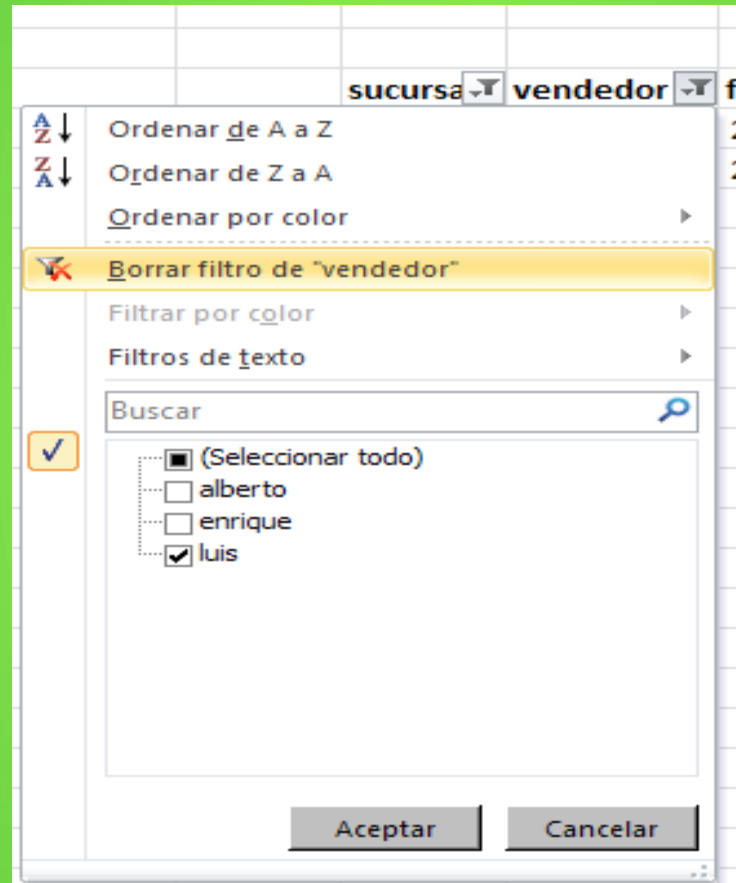 sucursa vendedor f
Ordenar de A a Z
Ordenar de Z a A
Ordenar por color
Borrar filtro de "vendedor"
Filtrar por color
Filtros de texto
Buscar
(Seleccionar todo)
alberto
enrique
luis
Aceptar Cancelar